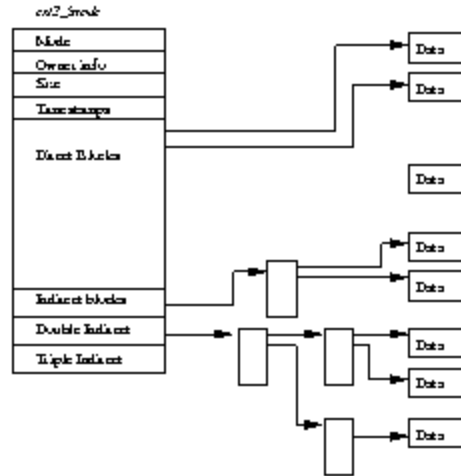 ext2_inode
Mode
Owner info
Size
Timestamps
Direct Blocks
Indirect blocks
Double Indirect
Triple Indirect
Data
Data
Data
Data
Data
Data
Data
Data